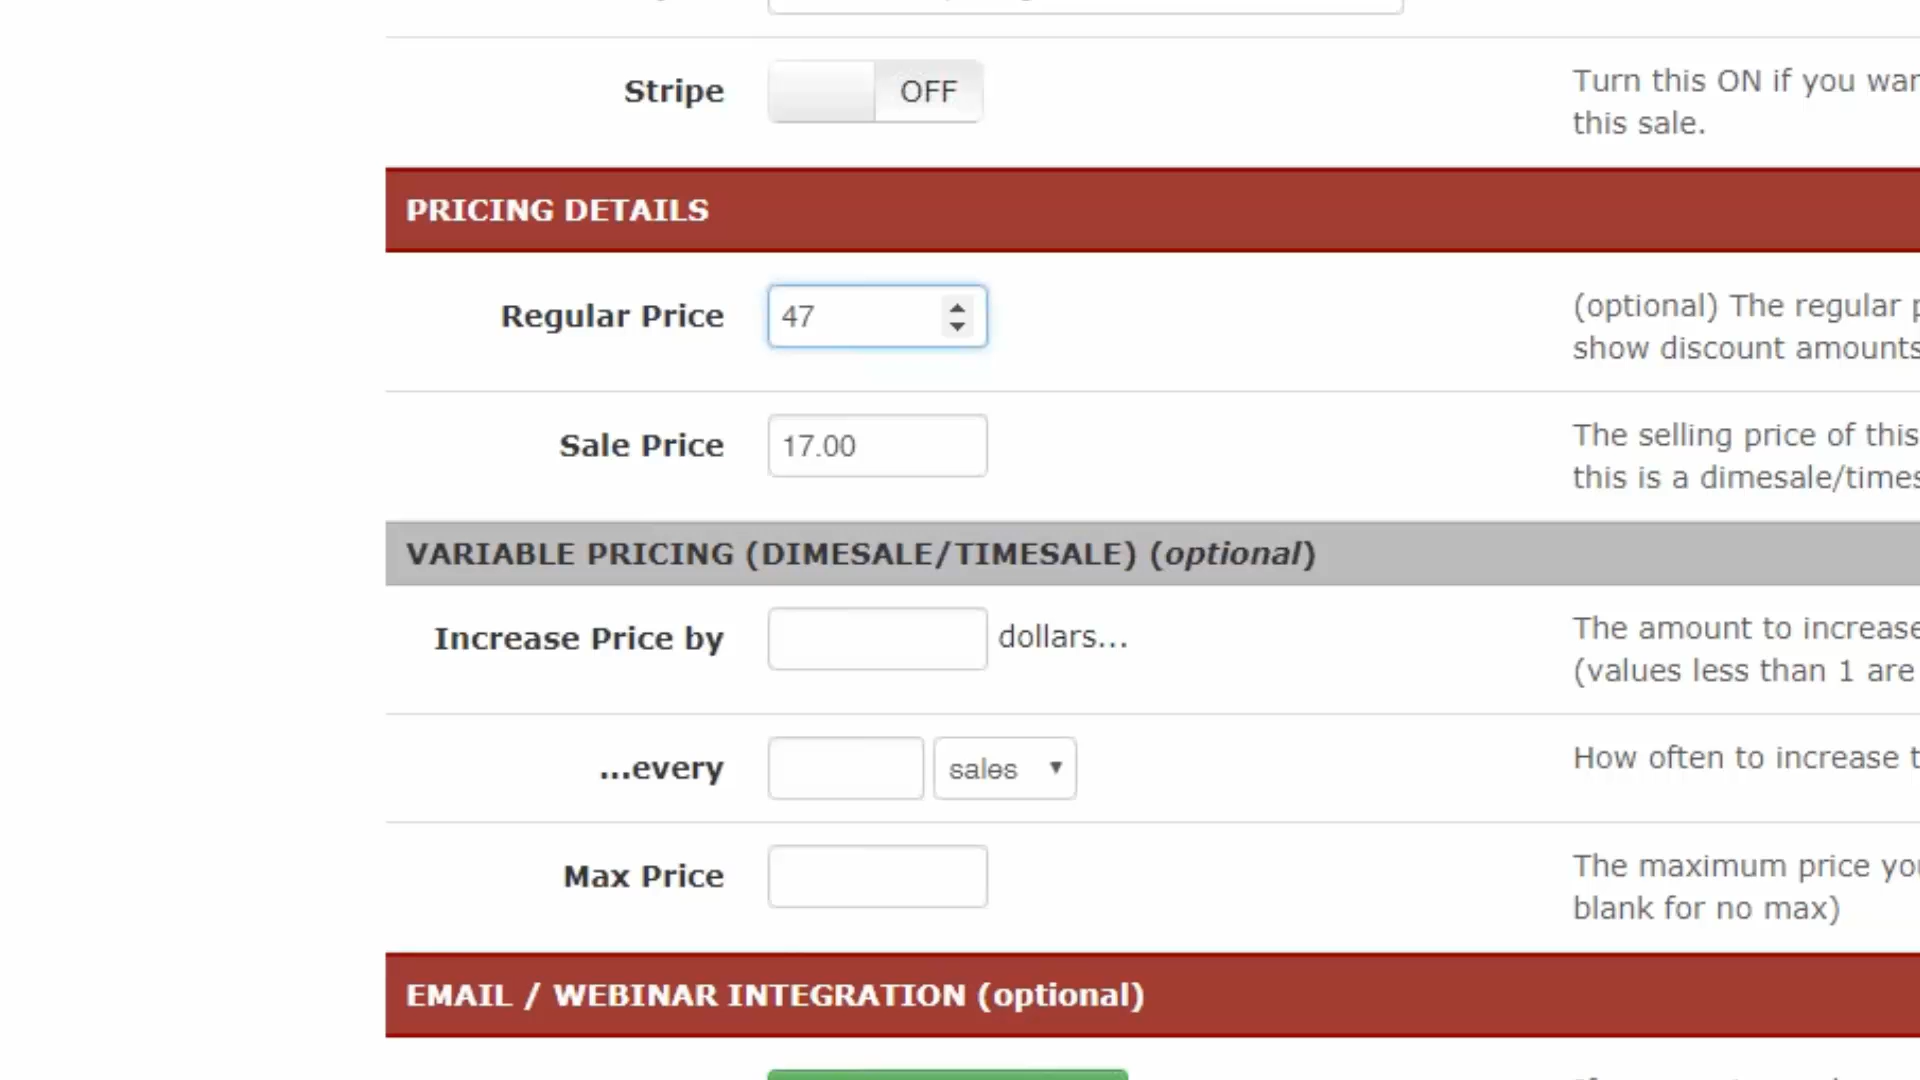 Stripe
OFF
Turn this ON if you
this sale.
PRICING DETAILS
Regular Price
47
(optional) The regular
show discount amounts
Sale Price
17.00
The selling price of this
this is a dimesale/times
VARIABLE PRICING (DIMESALE/TIMESALE) (optional)
Increase Price by
dollars...
The amount to increase
(values less than 1 are
...every
sales
How often to increase
Max Price
The maximum price
blank for no max)
EMAIL / WEBINAR INTEGRATION (optional)